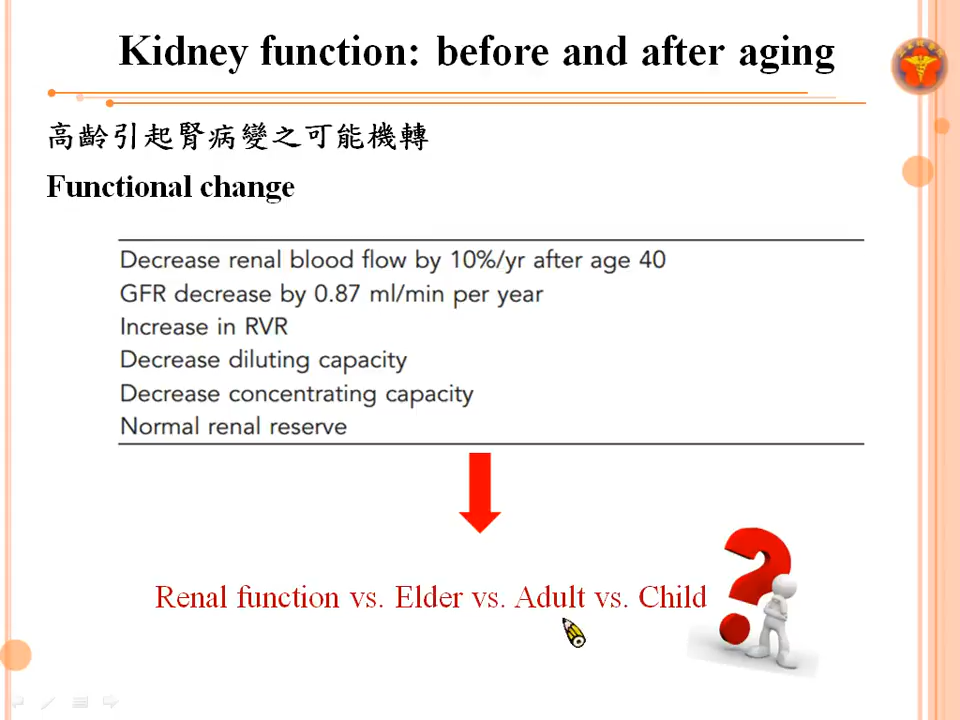 Kidney function: before and after aging
高齡引起腎病變之可能機轉
Functional change
Decrease renal blood flow by 10%/yr after age 40
GFR decrease by 0.87 ml/min per year
Increase in RVR
Decrease diluting capacity
Decrease concentrating capacity
Normal renal reserve
Renal function vs. Elder vs. Adult vs. Child